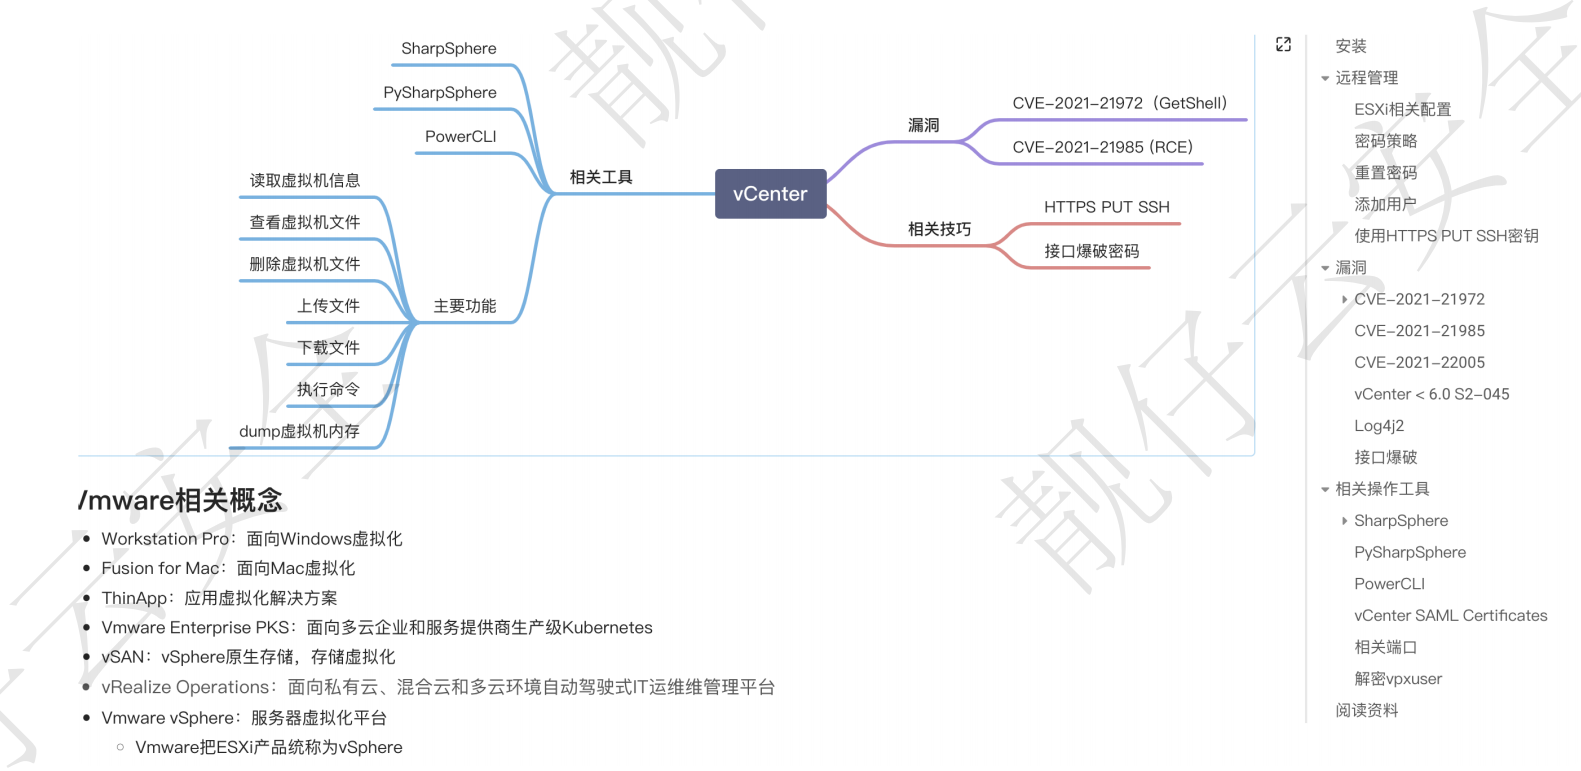 SharpSphere
PySharpSphere
PowerCLI
相关工具
读取虚拟机信息
查看虚拟机文件
删除虚拟机文件
上传文件
下载文件
执行命令
dump虚拟机内存
主要功能
vCenter
漏洞
CVE-2021-21972（GetShell）
CVE-2021-21985 (RCE)
相关技巧
HTTPS PUT SSH
接口爆破密码
Vmware相关概念
Workstation Pro：面向Windows虚拟化
Fusion for Mac：面向Mac虚拟化
ThinApp：应用虚拟化解决方案
Vmware Enterprise PKS：面向多云企业和服务提供商生产级Kubernetes
vSAN：vSphere原生存储，存储虚拟化
vRealize Operations：面向私有云、混合云和多云环境自动驾驶式IT运维维管理平台
Vmware vSphere：服务器虚拟化平台
Vmware把ESXi产品统称为vSphere
安装
远程管理
ESXi相关配置
密码策略
重置密码
添加用户
使用HTTPS PUT SSH密钥
漏洞
CVE-2021-21972
CVE-2021-21985
CVE-2021-22005
vCenter < 6.0 S2-045
Log4j2
接口爆破
相关操作工具
SharpSphere
PySharpSphere
PowerCLI
vCenter SAML Certificates
相关端口
解密vpxuser
阅读资料
靓仔云安全
靓仔云安全